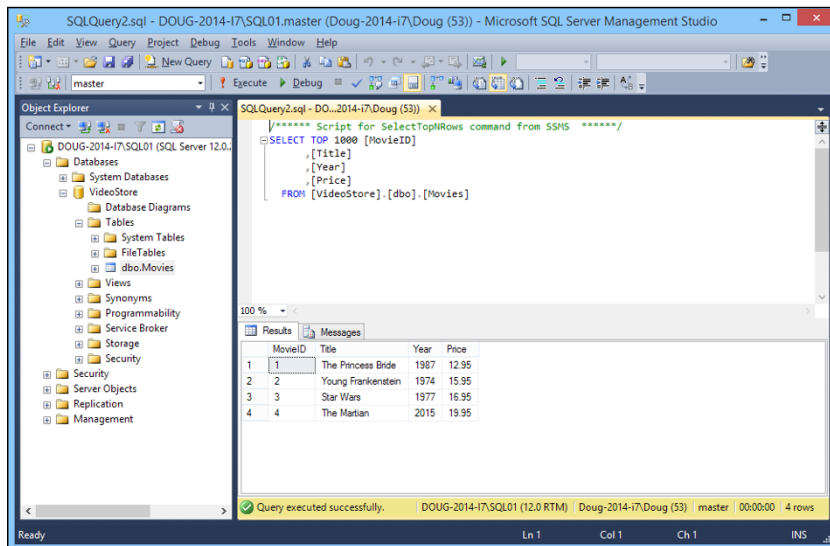 SQLQuery2.sql - DOUG-2014-I7\SQL01.master (Doug-2014-i7\Doug (53)) - Microsoft SQL Server Management Studio
File Edit View Query Project Debug Tools Window Help
New Query
master Execute Debug
Object Explorer
Connect
DOUG-2014-I7\SQL01 (SQL Server 12.0.
Databases
System Databases
VideoStore
Database Diagrams
Tables
System Tables
FileTables
dbo.Movies
Views
Synonyms
Programmability
Service Broker
Storage
Security
Security
Server Objects
Replication
Management
SQLQuery2.sql - DO...2014-i7\Doug (53))
/****** Script for SelectTopNRows command from SSMS ******/
SELECT TOP 1000 [MovieID]
,[Title]
,[Year]
,[Price]
FROM [VideoStore].[dbo].[Movies]
100 %
Results Messages
MovieID Title Year Price
1 1 The Princess Bride 1987 12.95
2 2 Young Frankenstein 1974 15.95
3 3 Star Wars 1977 16.95
4 4 The Martian 2015 19.95
Query executed successfully. DOUG-2014-I7\SQL01 (12.0 RTM) Doug-2014-i7\Doug (53) master 00:00:00 4 rows
Ready Ln 1 Col 1 Ch 1 INS